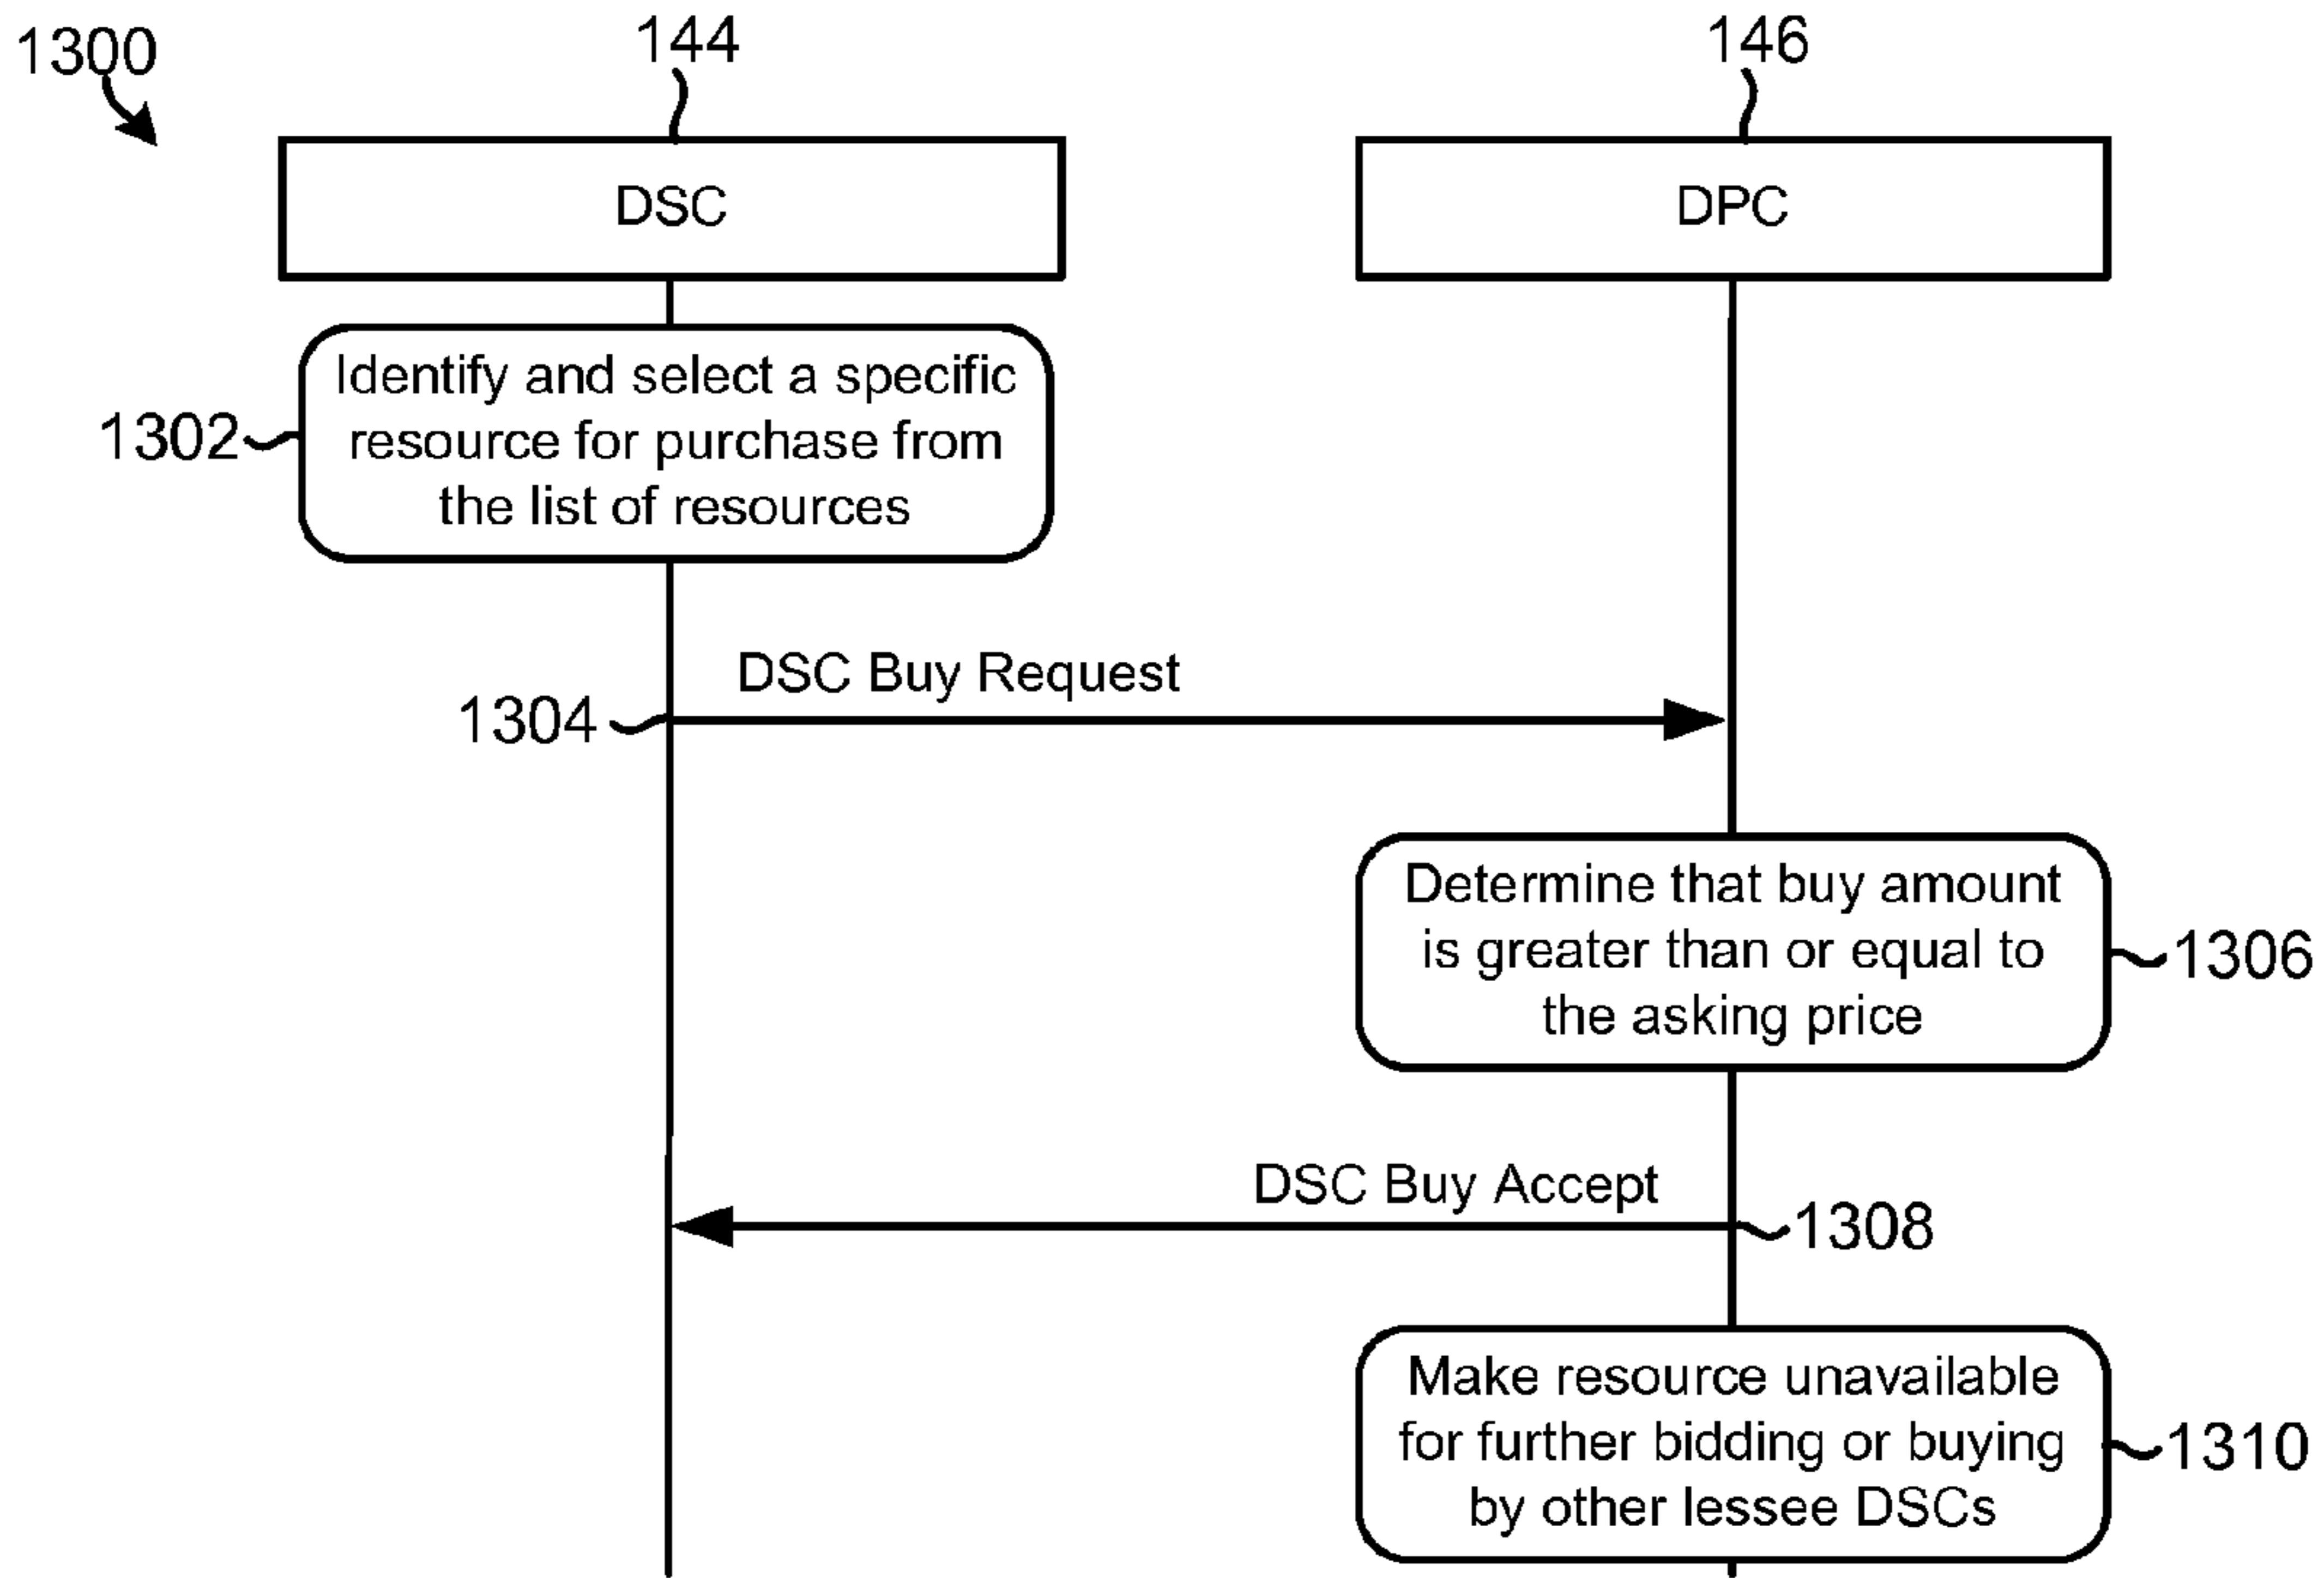 1300
144
146
DSC
DPC
Identify and select a specific
resource for purchase from
the list of resources
1302
DSC Buy Request
1304
Determine that buy amount
is greater than or equal to
the asking price
1306
DSC Buy Accept
1308
Make resource unavailable
for further bidding or buying
by other lessee DSCs
1310